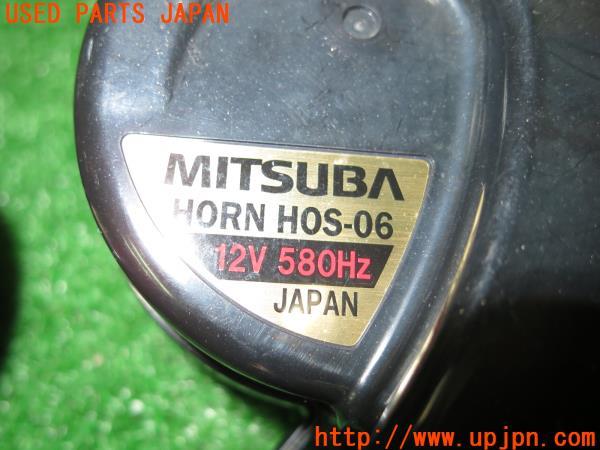 USED PARTS JAPAN
MITSUBA
HORN HOS-06
12V 580Hz
JAPAN
http://www.upjpn.com